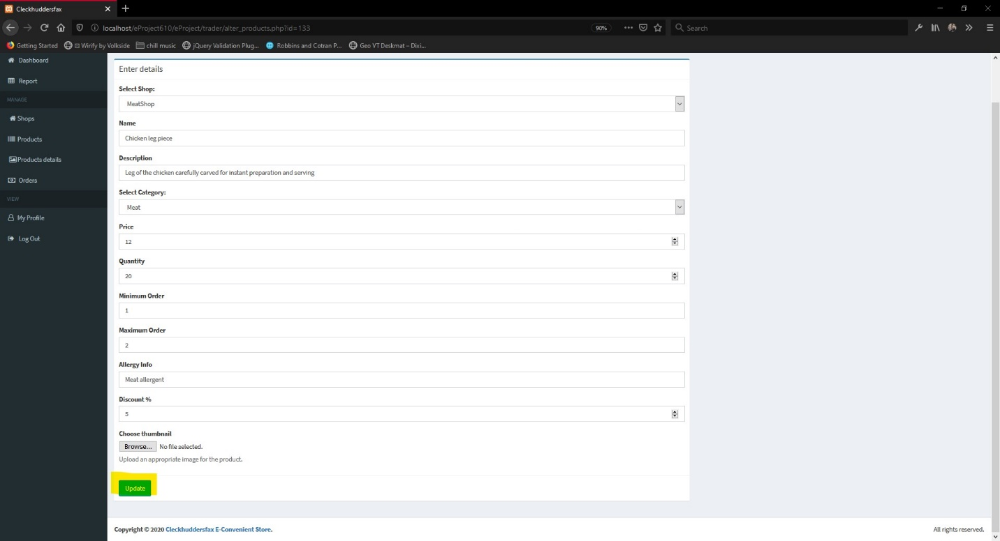 Cleckhuddersfax
localhost/eProject610/eProject/trader/alter_products.php?id=133
90%
Search
Getting Started
Wirify by Volkside
chill music
jQuery Validation Plug...
Robbins and Cotran P...
Geo VT Deskmat – Dixi...
Dashboard
Report
MANAGE
Shops
Products
Products details
Orders
VIEW
My Profile
Log Out
Enter details
Select Shop:
MeatShop
Name
Chicken leg piece
Description
Leg of the chicken carefully carved for instant preparation and serving
Select Category:
Meat
Price
12
Quantity
20
Minimum Order
1
Maximum Order
2
Allergy Info
Meat allergent
Discount %
5
Choose thumbnail
Browse... No file selected.
Upload an appropriate image for the product.
Update
Copyright © 2020 Cleckhuddersfax E-Convenient Store.
All rights reserved.